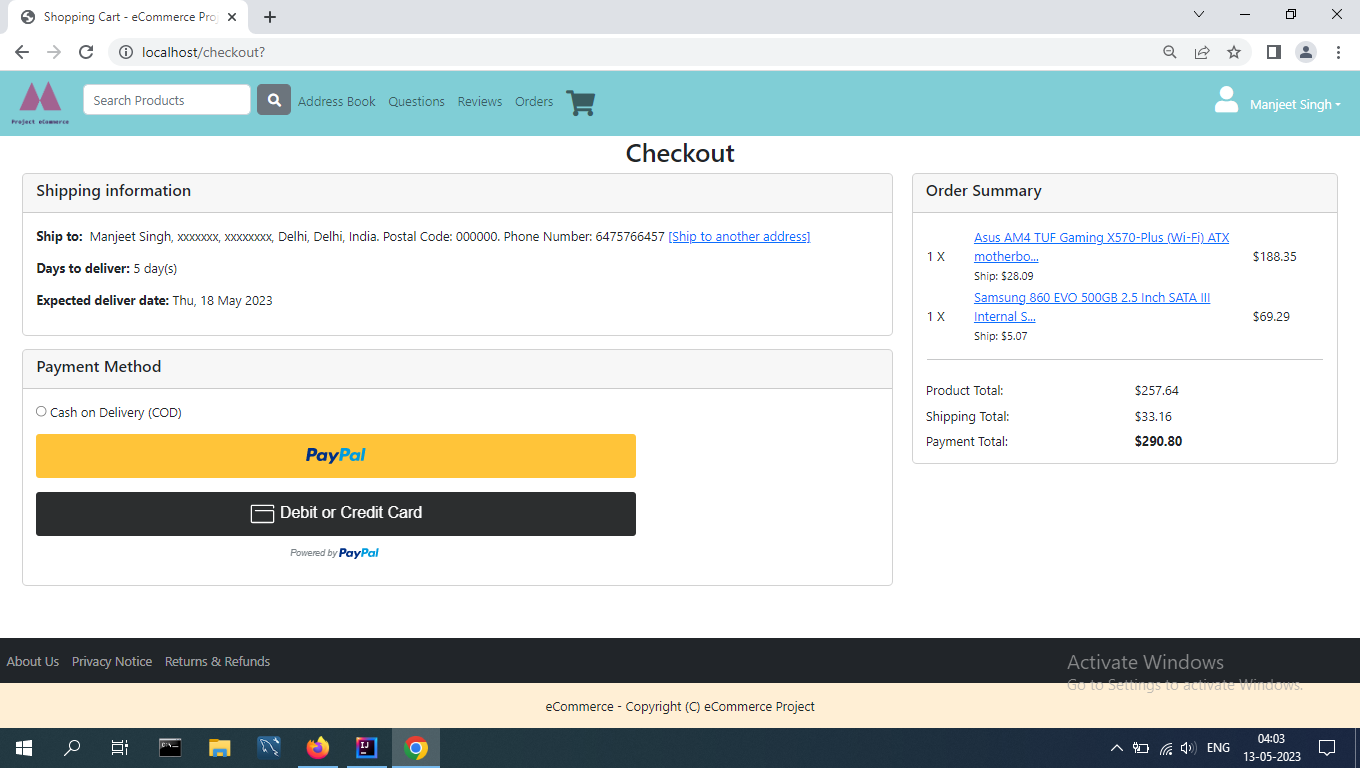 Shopping Cart - eCommerce Pro
localhost/checkout?
Project eCommerce
Search Products
Address Book Questions Reviews Orders
Manjeet Singh
Checkout
Shipping information
Ship to: Manjeet Singh, xxxxxxx, xxxxxxxx, Delhi, Delhi, India. Postal Code: 000000. Phone Number: 6475766457 [Ship to another address]
Days to deliver: 5 day(s)
Expected deliver date: Thu, 18 May 2023
Payment Method
Cash on Delivery (COD)
PayPal
Debit or Credit Card
Powered by PayPal
Order Summary
1 X Asus AM4 TUF Gaming X570-Plus (Wi-Fi) ATX motherbo... $188.35
Ship: $28.09
1 X Samsung 860 EVO 500GB 2.5 Inch SATA III Internal S... $69.29
Ship: $5.07
Product Total: $257.64
Shipping Total: $33.16
Payment Total: $290.80
About Us Privacy Notice Returns & Refunds
Activate Windows
Go to Settings to activate Windows.
eCommerce - Copyright (C) eCommerce Project
ENG
04:03
13-05-2023